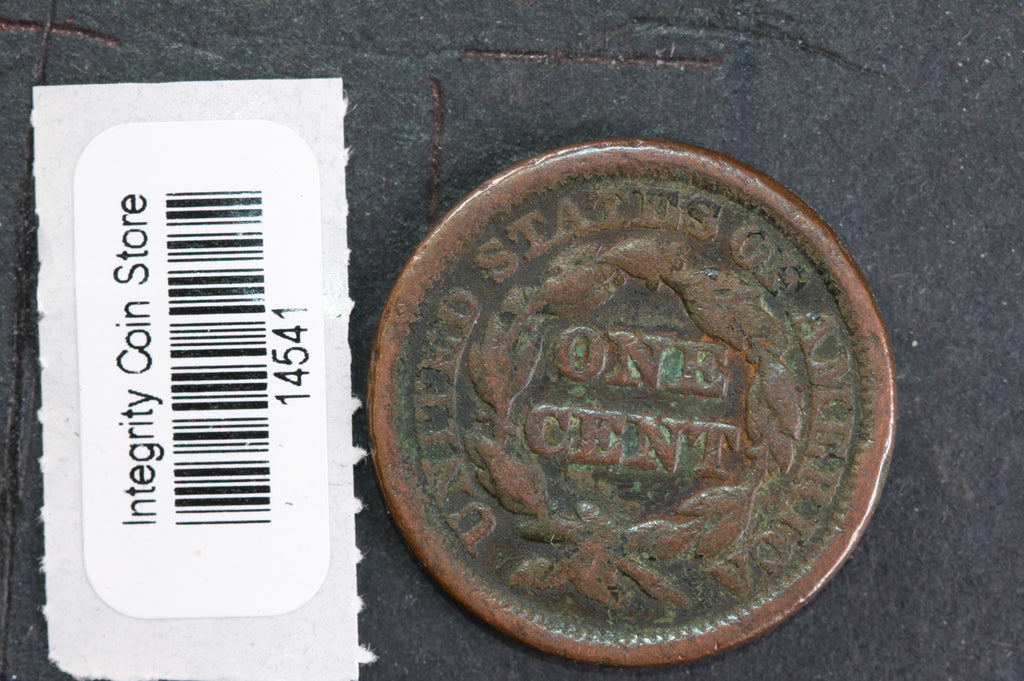 Integrity Coin Store
14541
UNITED STATES OF AMERICA
ONE
CENT